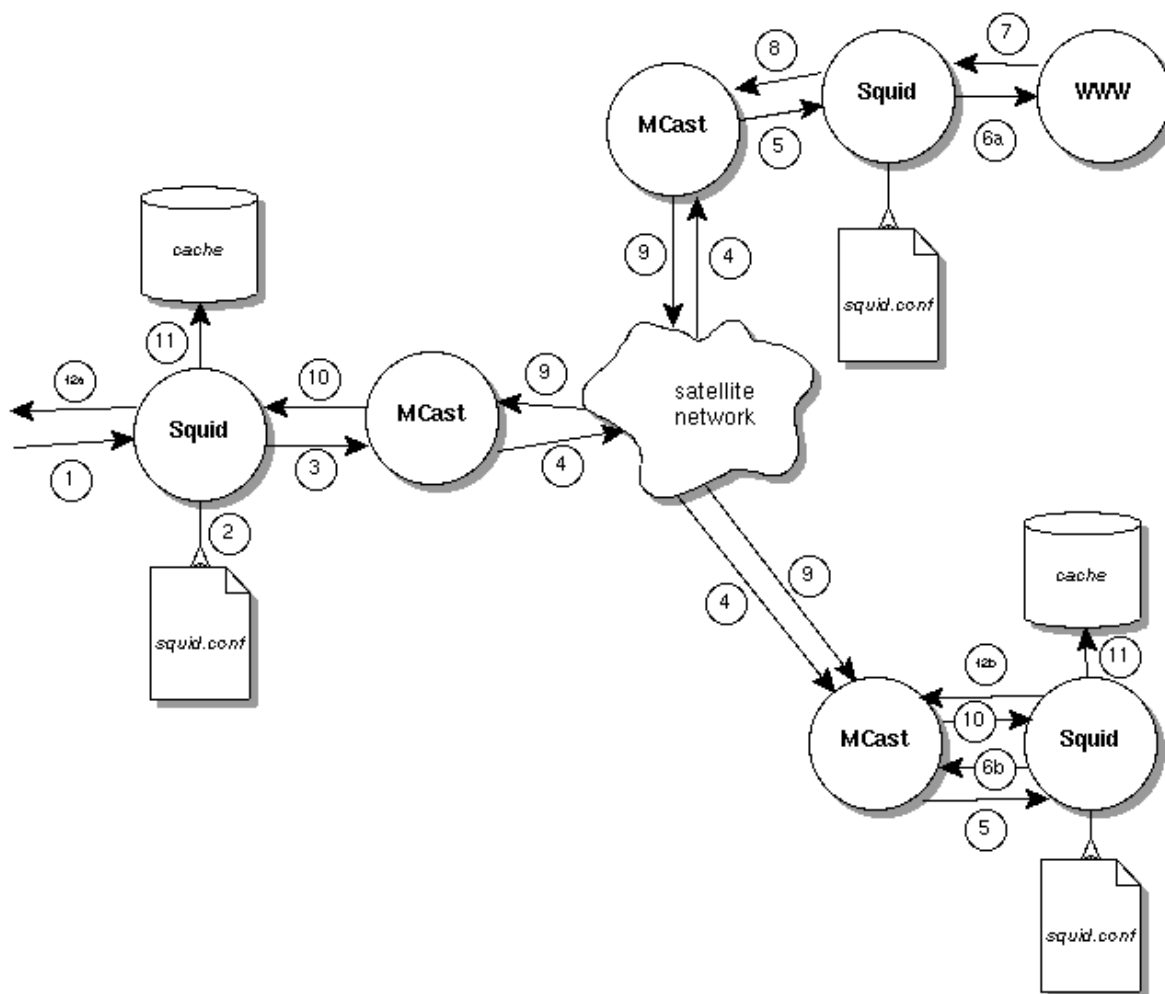 7
8
Squid
WWW
MCast
5
6a
cache
9
4
squid.conf
11
12a
10
9
satellite
network
MCast
Squid
1
3
4
2
9
cache
4
squid.conf
12b
11
10
MCast
Squid
6b
5
squid.conf